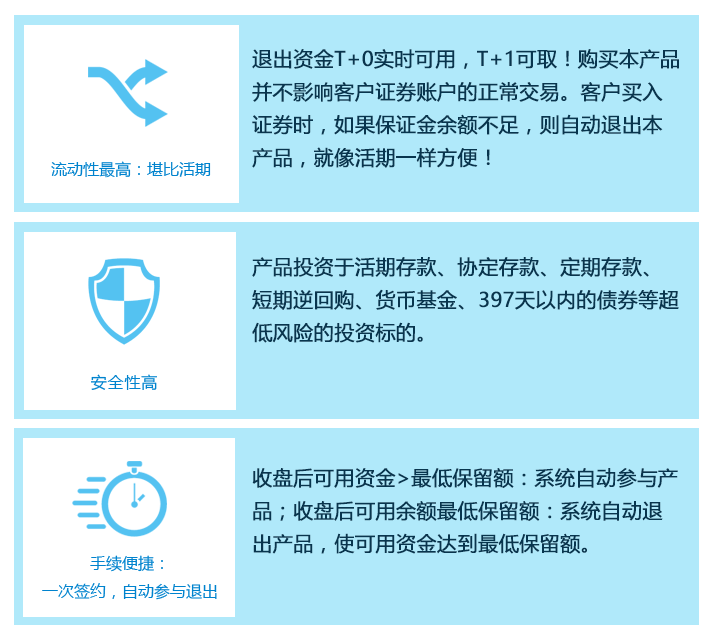 流动性最高：堪比活期
退出资金T+0实时可用，T+1可取！购买本产品
并不影响客户证券账户的正常交易。客户买入
证券时，如果保证金余额不足，则自动退出本
产品，就像活期一样方便！
安全性高
产品投资于活期存款、协定存款、定期存款、
短期逆回购、货币基金、397天以内的债券等超
低风险的投资标的。
手续便捷：
一次签约，自动参与退出
收盘后可用资金>最低保留额：系统自动参与产
品；收盘后可用余额最低保留额：系统自动退
出产品，使可用资金达到最低保留额。